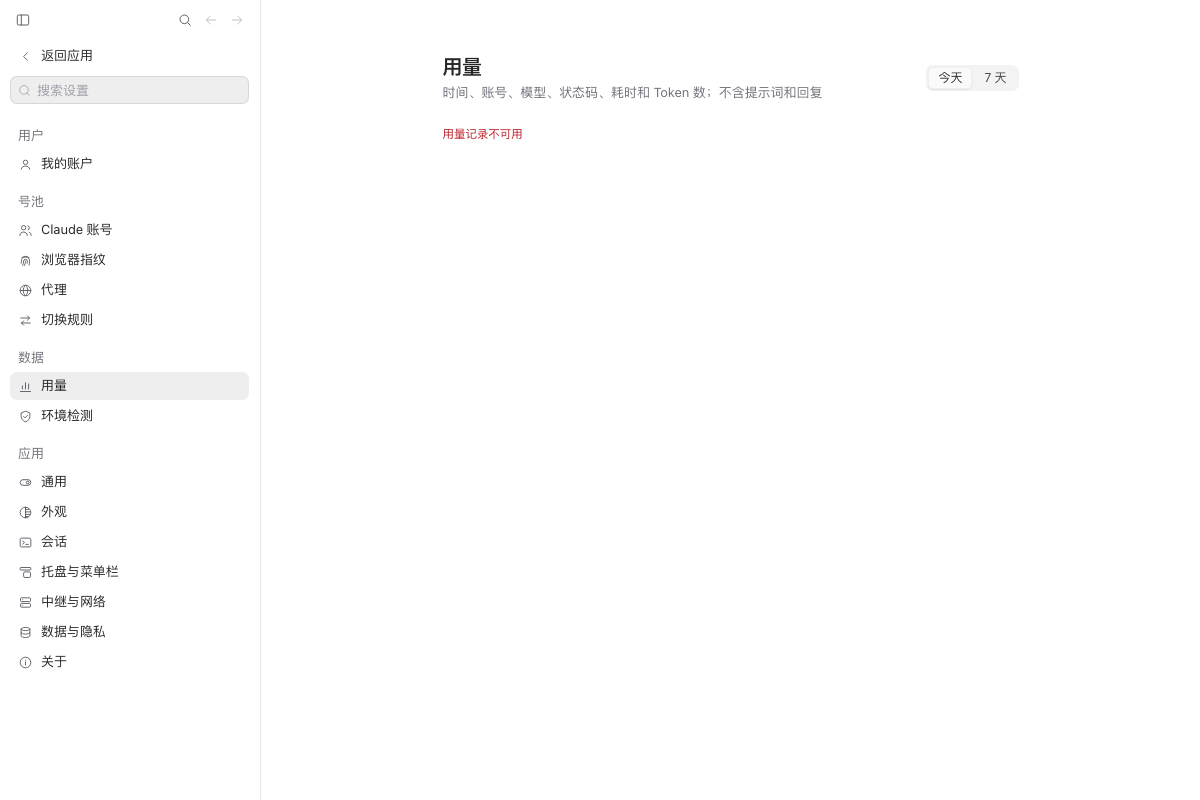 返回应用
搜索设置
用户
我的账户
号池
Claude 账号
浏览器指纹
代理
切换规则
数据
用量
环境检测
应用
通用
外观
会话
托盘与菜单栏
中继与网络
数据与隐私
关于
用量
今天
7 天
时间、账号、模型、状态码、耗时和 Token 数；不含提示词和回复
用量记录不可用